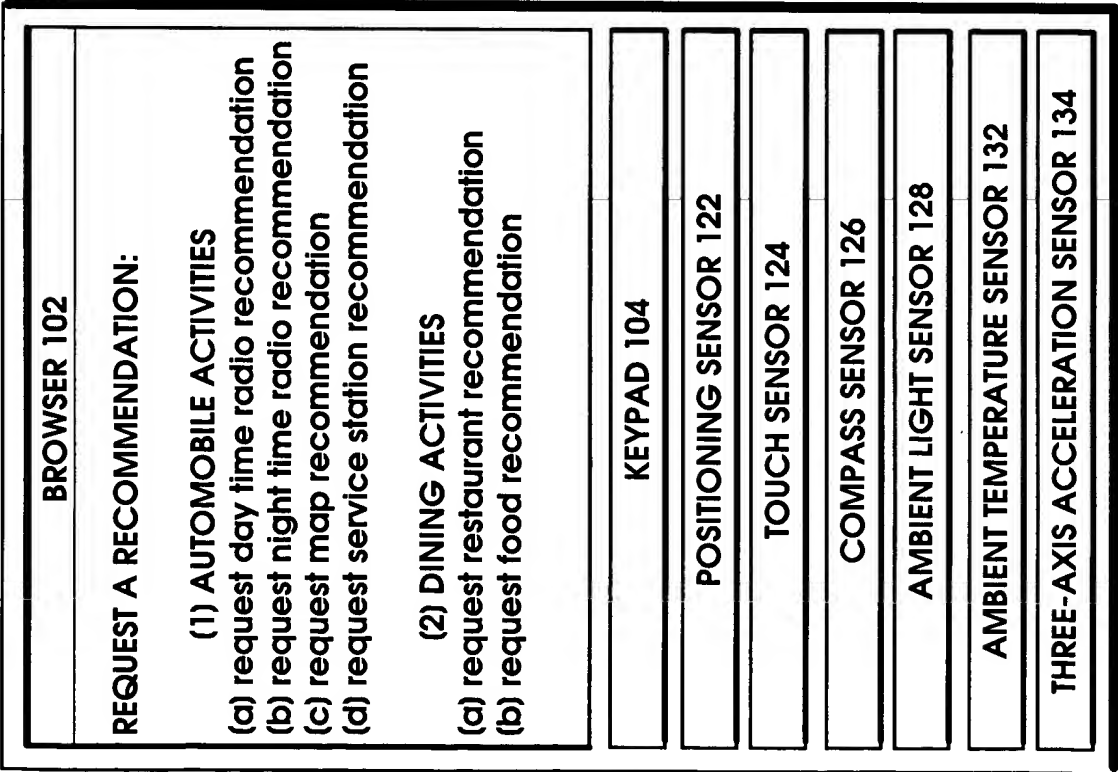 BROWSER 102
REQUEST A RECOMMENDATION:
(1) AUTOMOBILE ACTIVITIES
(a) request day time radio recommendation
(b) request night time radio recommendation
(c) request map recommendation
(d) request service station recommendation
(2) DINING ACTIVITIES
(a) request restaurant recommendation
(b) request food recommendation
KEYPAD 104
POSITIONING SENSOR 122
TOUCH SENSOR 124
COMPASS SENSOR 126
AMBIENT LIGHT SENSOR 128
AMBIENT TEMPERATURE SENSOR 132
THREE-AXIS ACCELERATION SENSOR 134